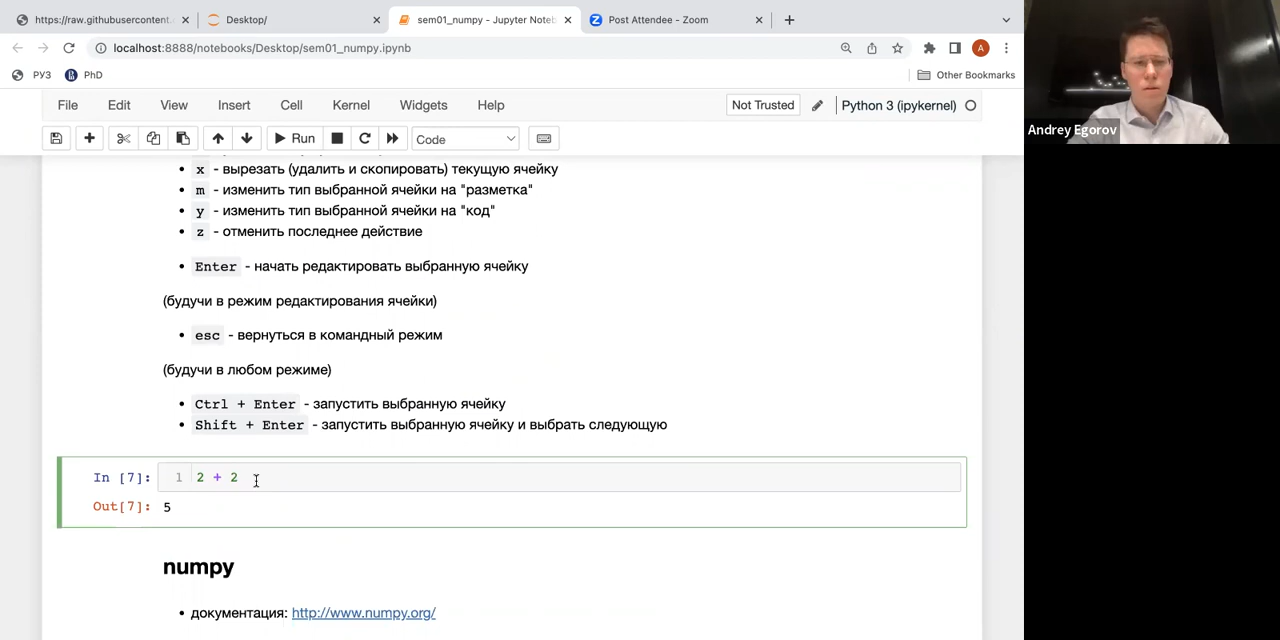 https://raw.githubusercontent.
Desktop/
sem01_numpy - Jupyter Noteb
Post Attendee - Zoom
localhost:8888/notebooks/Desktop/sem01_numpy.ipynb
A
РУЗ
PhD
Other Bookmarks
File Edit View Insert Cell Kernel Widgets Help
Not Trusted
Python 3 (ipykernel)
Run
Code
x - вырезать (удалить и скопировать) текущую ячейку
m - изменить тип выбранной ячейки на "разметка"
y - изменить тип выбранной ячейки на "код"
z - отменить последнее действие
Enter - начать редактировать выбранную ячейку
(будучи в режим редактирования ячейки)
esc - вернуться в командный режим
(будучи в любом режиме)
Ctrl + Enter - запустить выбранную ячейку
Shift + Enter - запустить выбранную ячейку и выбрать следующую
In [7]: 1 2 + 2
Out[7]: 5
numpy
документация: http://www.numpy.org/
Andrey Egorov